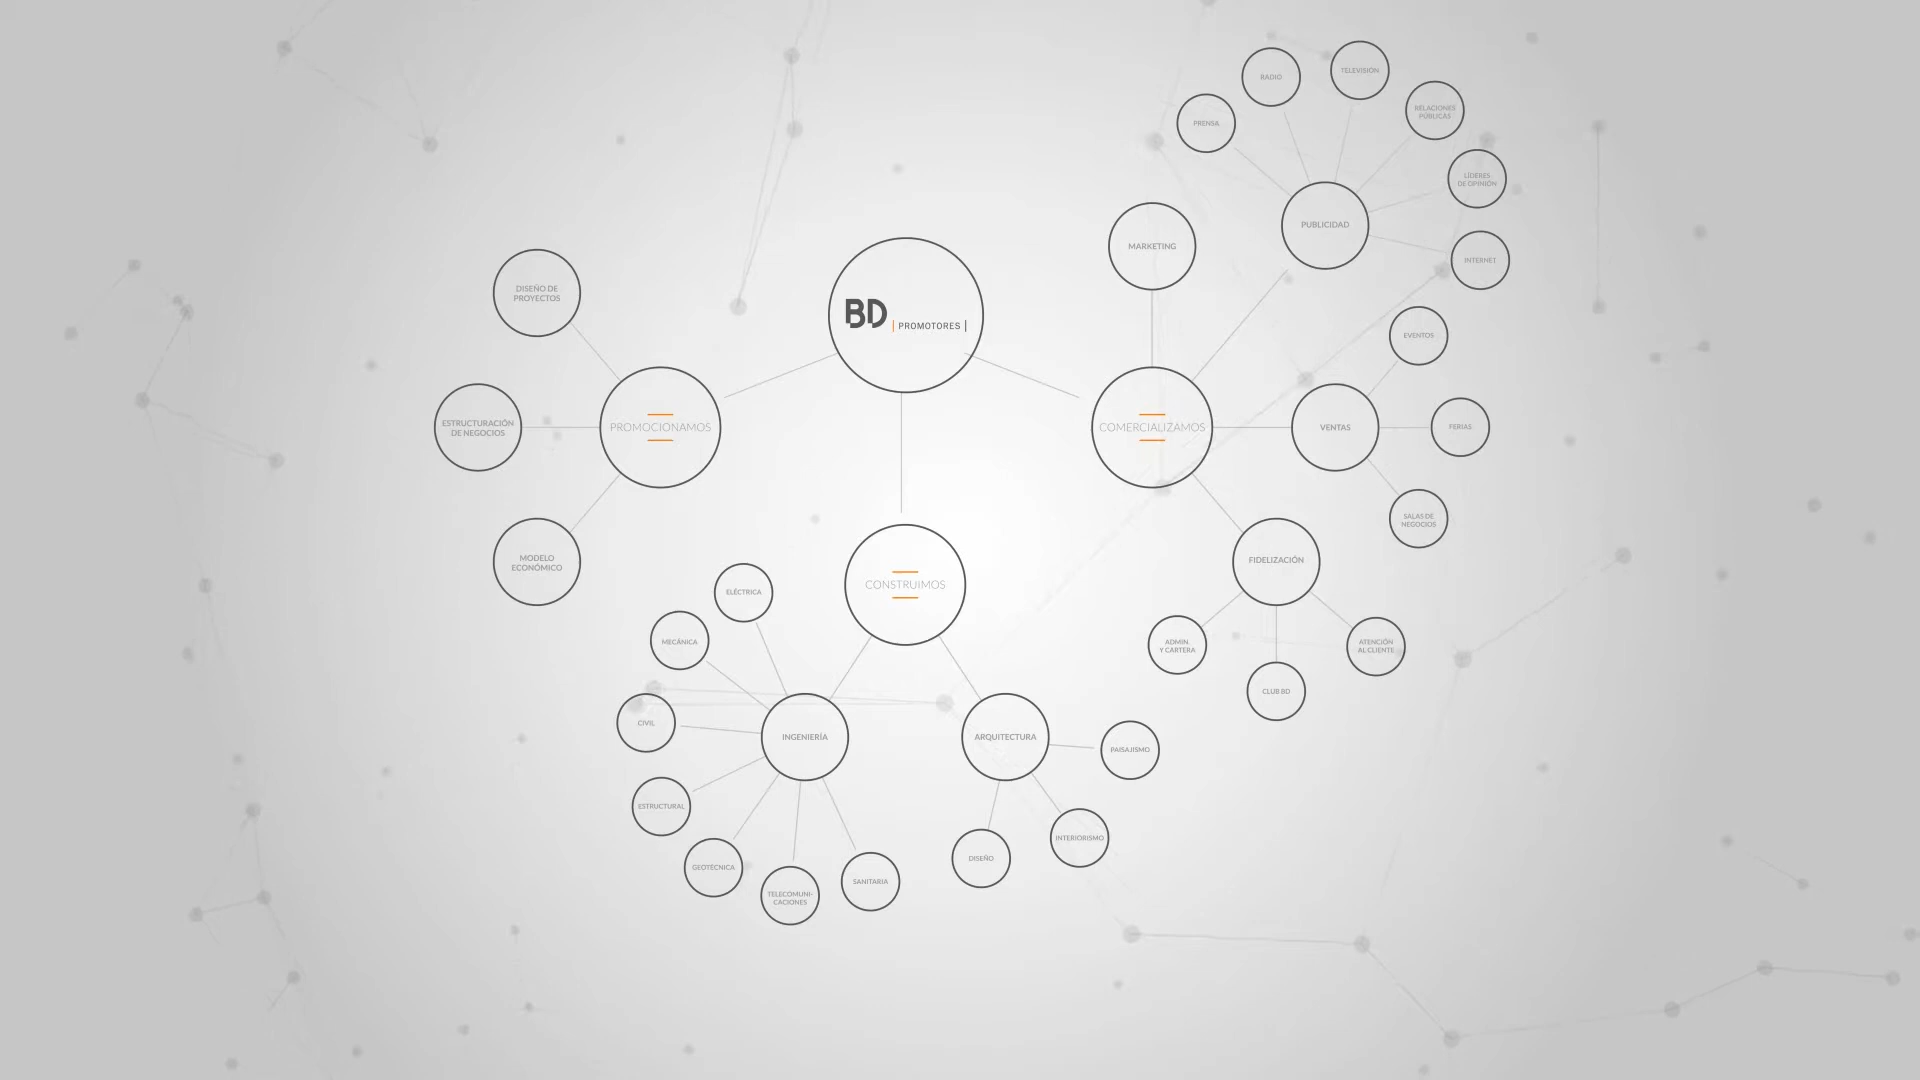 BD
| PROMOTORES |
PROMOCIONAMOS
DISEÑO DE
PROYECTOS
ESTRUCTURACIÓN
DE NEGOCIOS
MODELO
ECONÓMICO
CONSTRUIMOS
INGENIERÍA
ELÉCTRICA
MECÁNICA
CIVIL
ESTRUCTURAL
GEOTÉCNICA
TELECOMUNI-
CACIONES
SANITARIA
ARQUITECTURA
DISEÑO
INTERIORISMO
PAISAJISMO
COMERCIALIZAMOS
MARKETING
PUBLICIDAD
PRENSA
RADIO
TELEVISIÓN
RELACIONES
PÚBLICAS
LÍDERES
DE OPINIÓN
INTERNET
VENTAS
EVENTOS
FERIAS
SALAS DE
NEGOCIOS
FIDELIZACIÓN
ADMIN.
Y CARTERA
CLUB BD
ATENCIÓN
AL CLIENTE